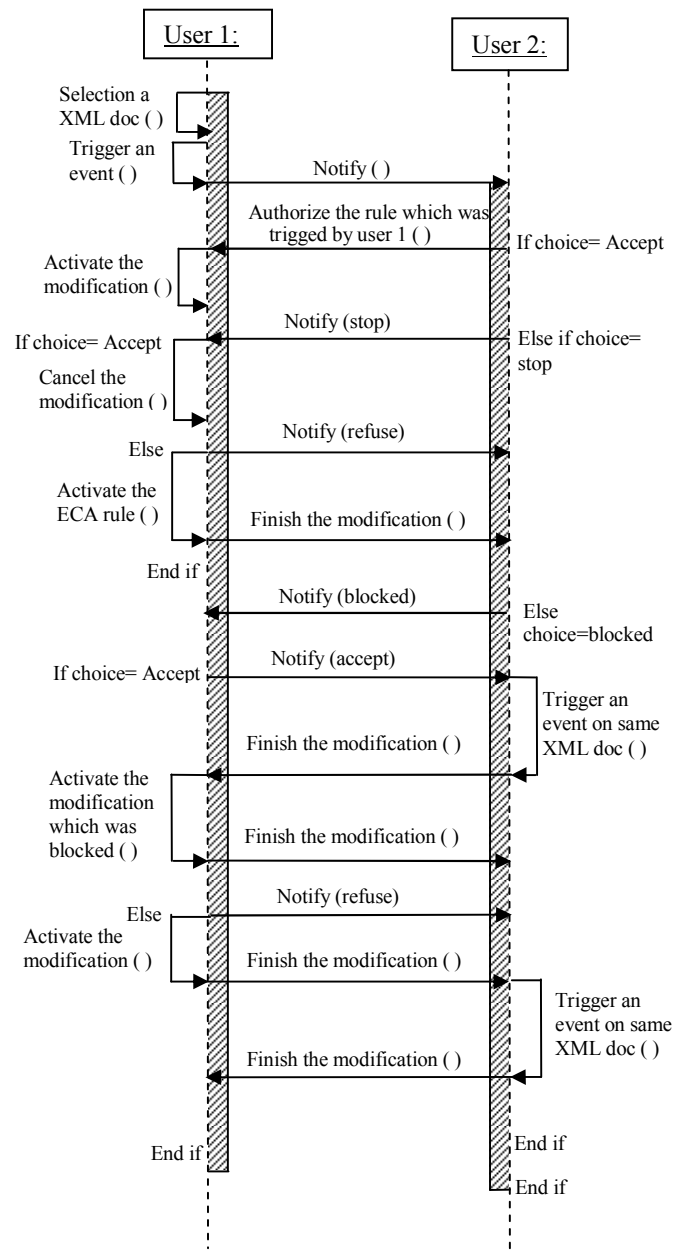 User 1:
User 2:
Selection a
XML doc ( )
Trigger an
event ( )
Notify ( )
Authorize the rule which was
trigged by user 1 ( )
If choice= Accept
Activate the
modification ( )
Notify (stop)
If choice= Accept
Else if choice=
stop
Cancel the
modification ( )
Notify (refuse)
Else
Activate the
ECA rule ( )
Finish the modification ( )
End if
Notify (blocked)
Else
choice=blocked
If choice= Accept
Notify (accept)
Trigger an
event on same
XML doc ( )
Finish the modification ( )
Activate the
modification
which was
blocked ( )
Finish the modification ( )
Notify (refuse)
Else
Activate the
modification ( )
Finish the modification ( )
Trigger an
event on same
XML doc ( )
Finish the modification ( )
End if
End if
End if